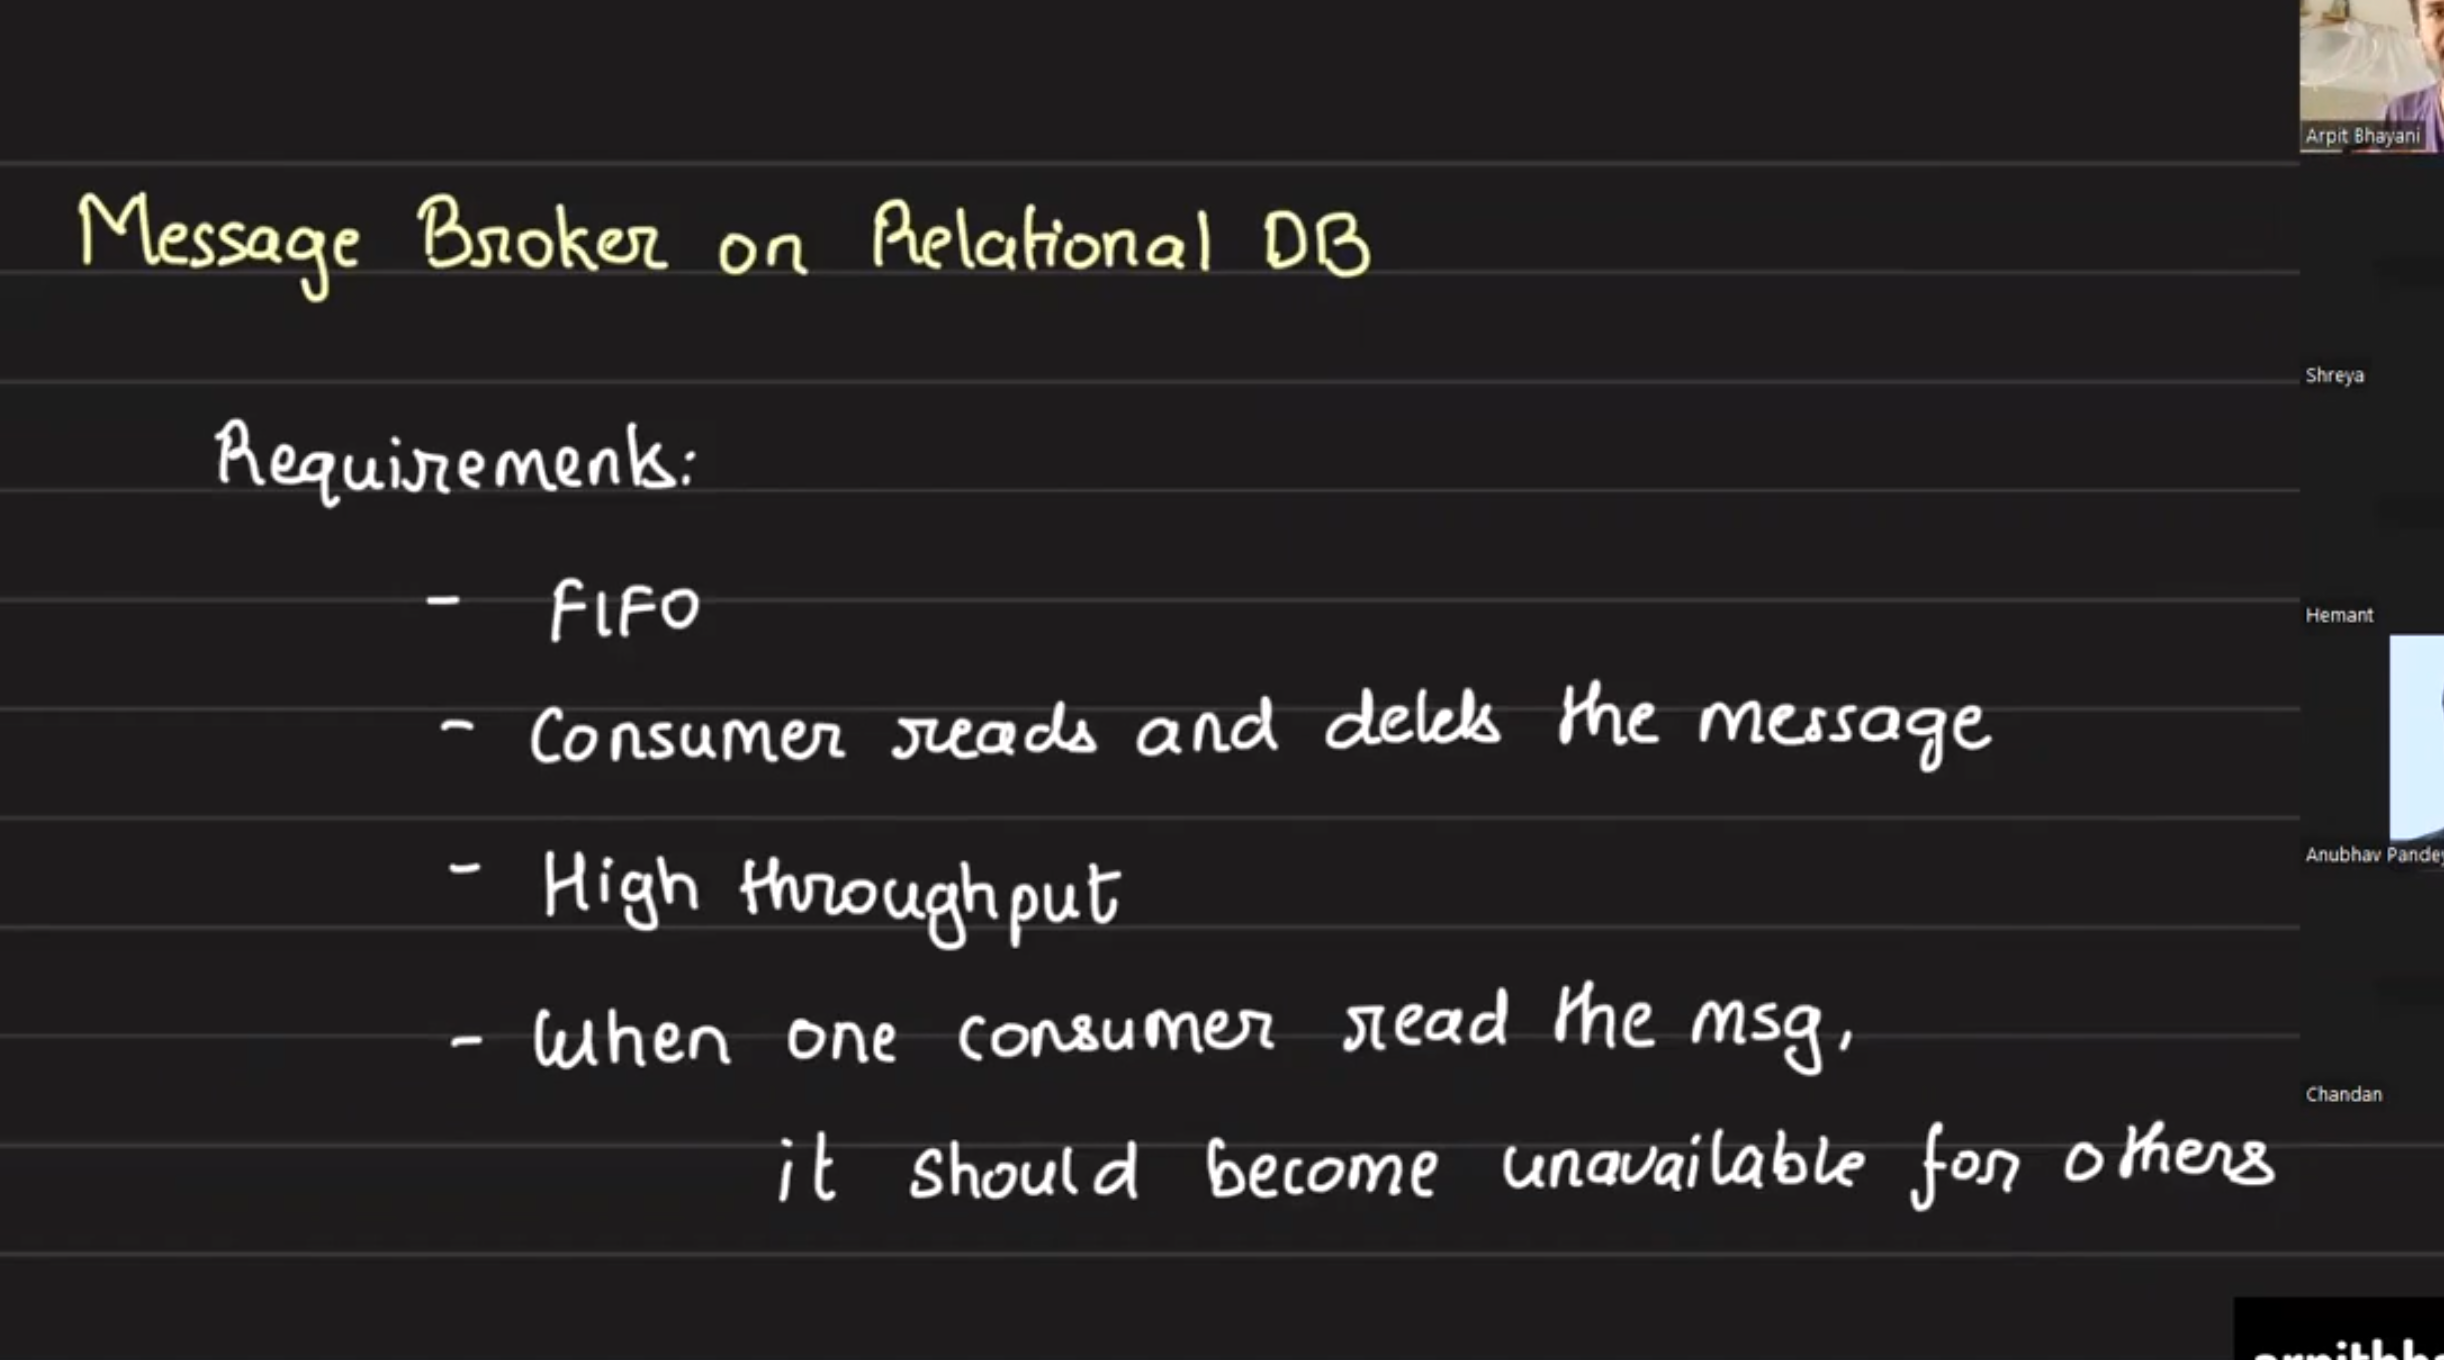 Arpit Bhayani
Message Broker on Relational DB
Shreya
Requirements:
- FIFO
Hemant
- Consumer reads and deletes the message
Anubhav Pandey
- High throughput
- When one consumer read the msg,
Chandan
it should become unavailable for others